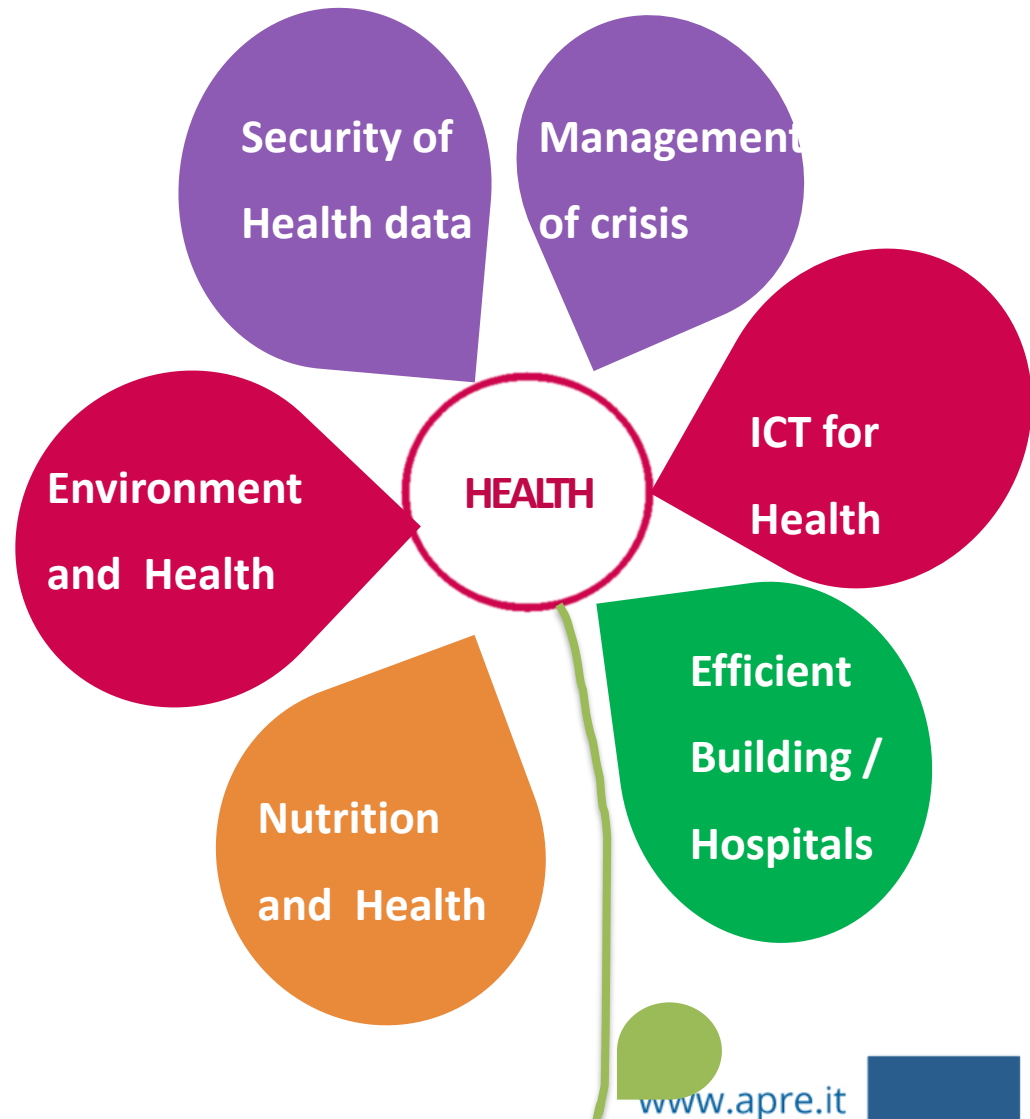 Security of
Health data
Management
of crisis
ICT for
Health
HEALTH
Environment
and  Health
Efficient
Building /
Hospitals
Nutrition
and  Health
www.apre.it